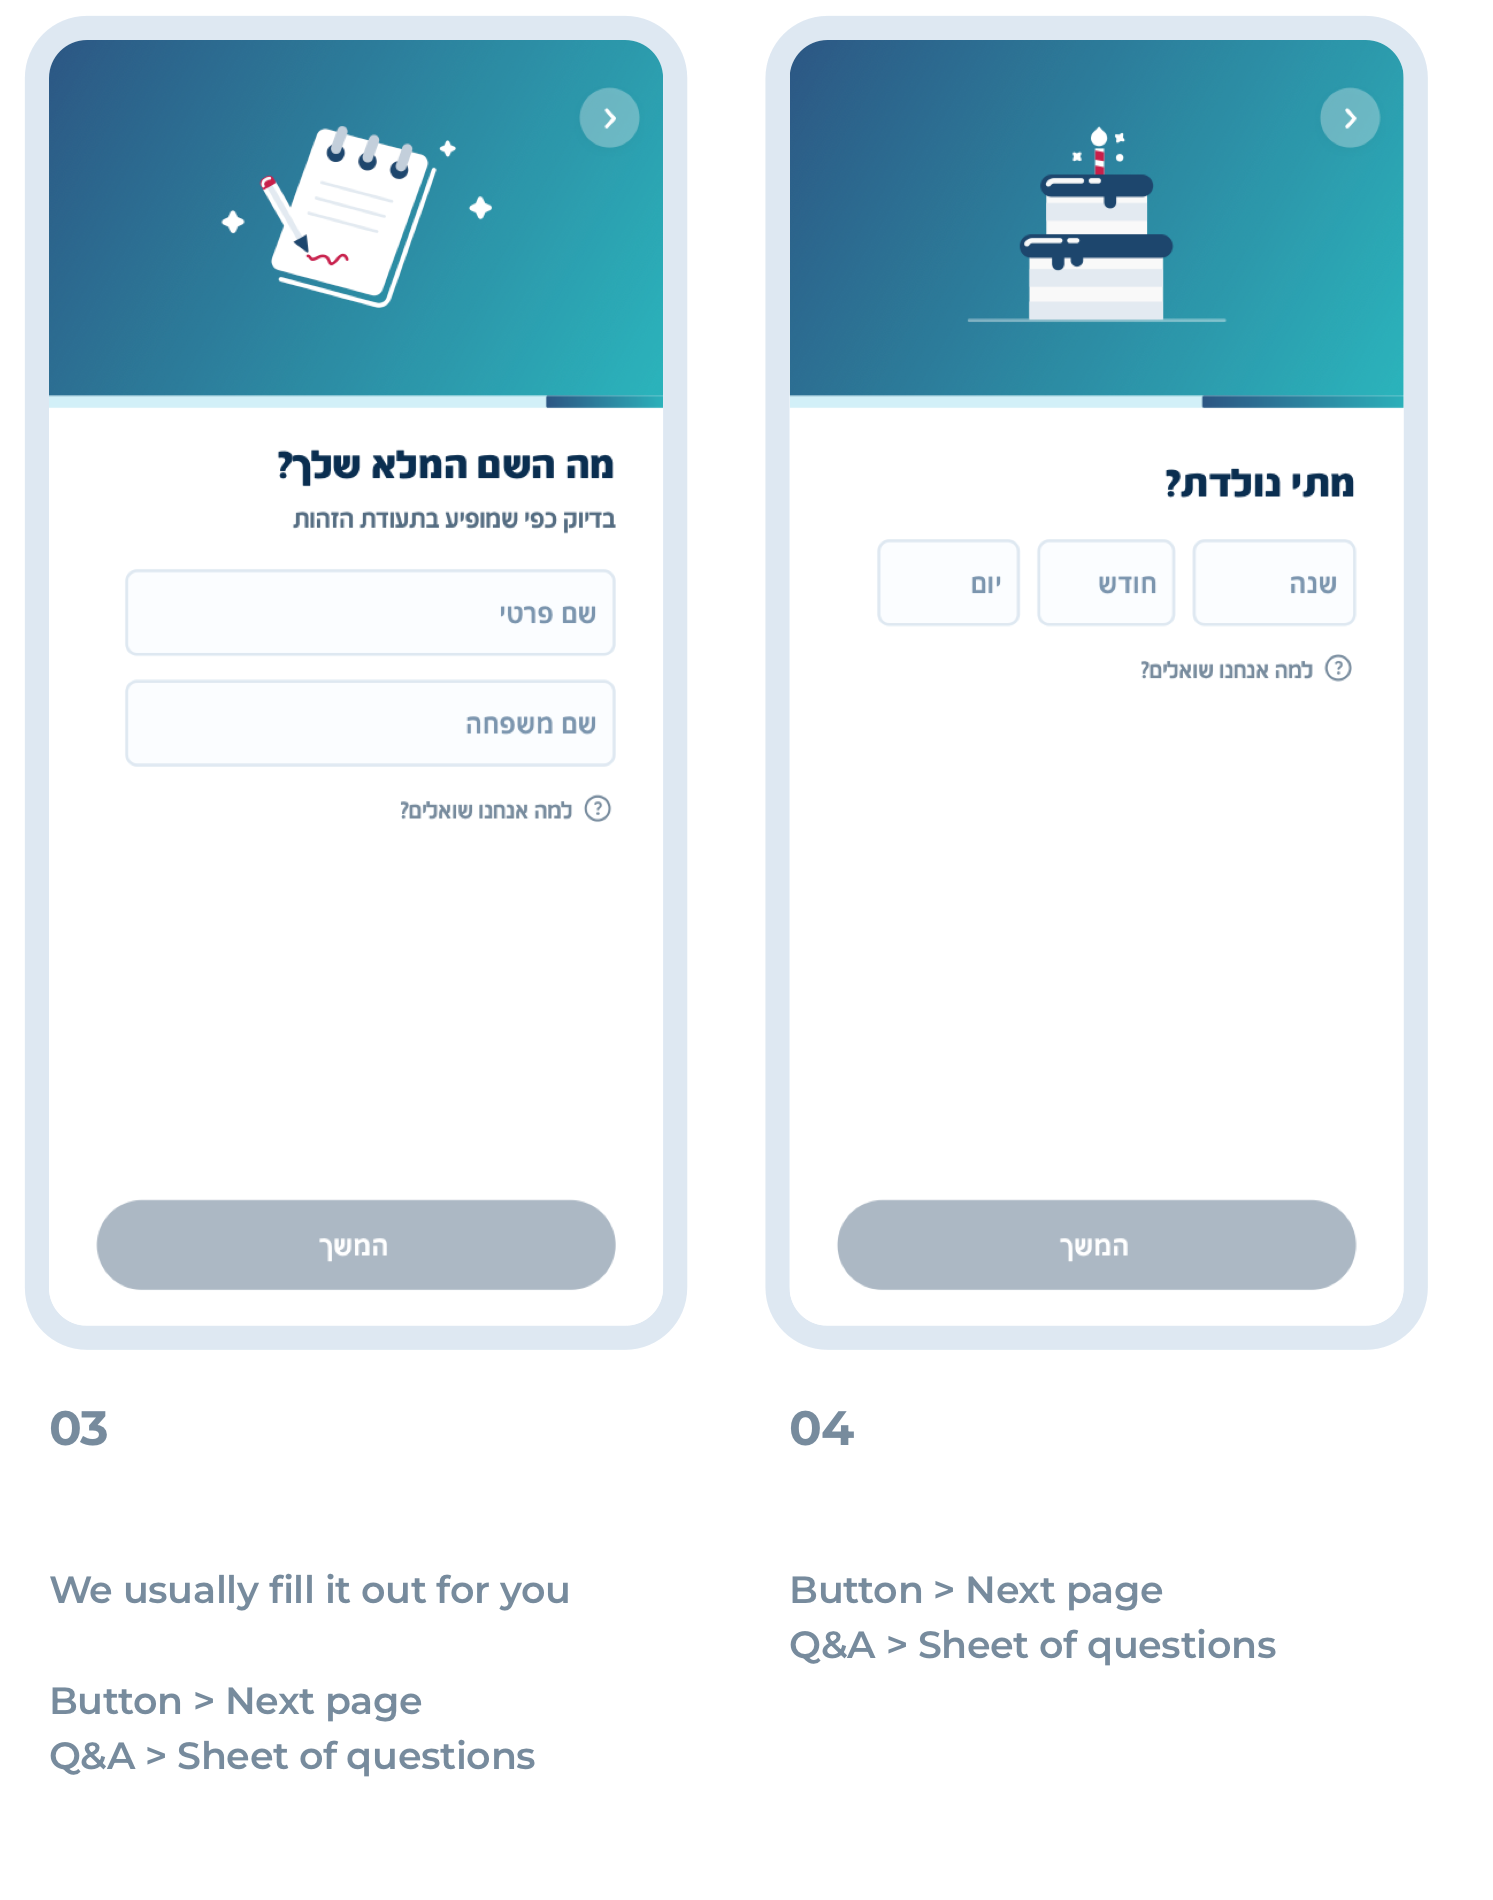 מה השם המלא שלך?
בדיוק כפי שמופיע בתעודת הזהות
שם פרטי
שם משפחה
למה אנחנו שואלים?
המשך
03
We usually fill it out for you
Button > Next page
Q&A > Sheet of questions
מתי נולדת?
שנה
חודש
יום
למה אנחנו שואלים?
המשך
04
Button > Next page
Q&A > Sheet of questions